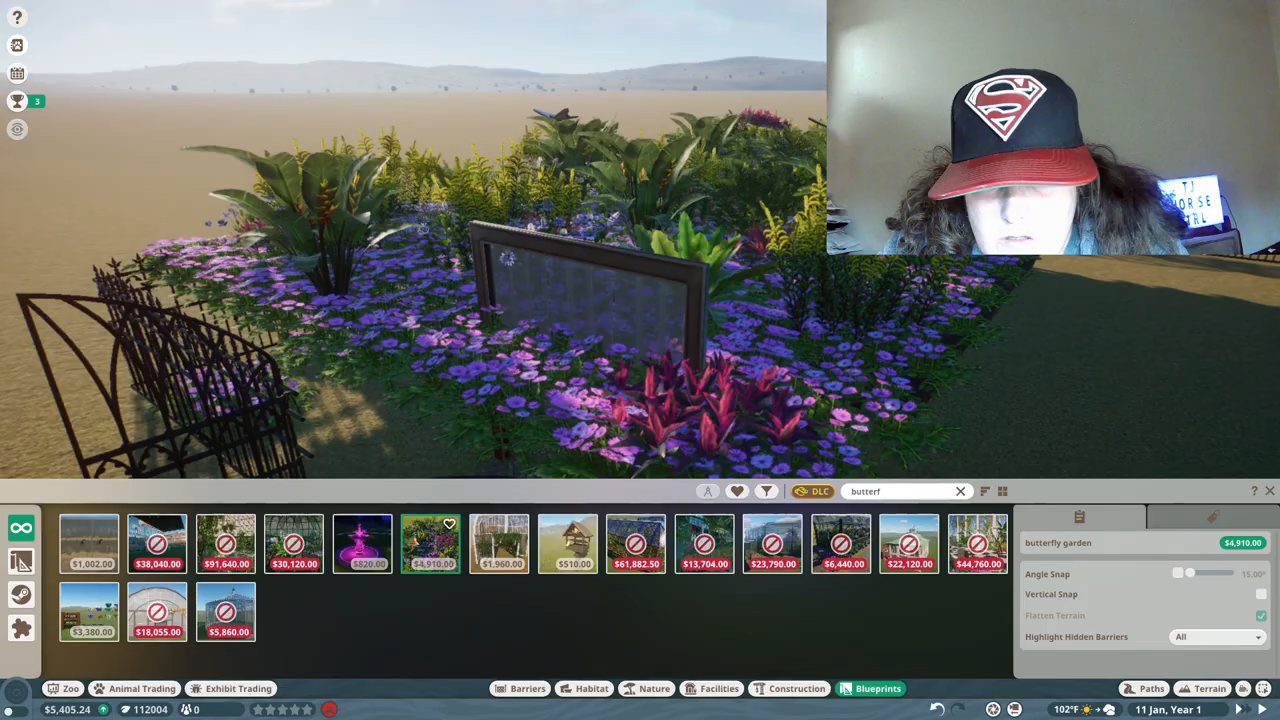 ?
3
TJ
HORSE
TRL
DLC
butterf
?
$1,002.00
$38,040.00
$91,640.00
$30,120.00
$820.00
$4,910.00
$1,960.00
$510.00
$61,882.50
$13,704.00
$23,790.00
$6,440.00
$22,120.00
$44,760.00
$3,380.00
$18,055.00
$5,860.00
butterfly garden
$4,910.00
Angle Snap
15.00°
Vertical Snap
Flatten Terrain
Highlight Hidden Barriers
All
Zoo
Animal Trading
Exhibit Trading
Barriers
Habitat
Nature
Facilities
Construction
Blueprints
Paths
Terrain
$5,405.24
112004
0
102°F
11 Jan, Year 1